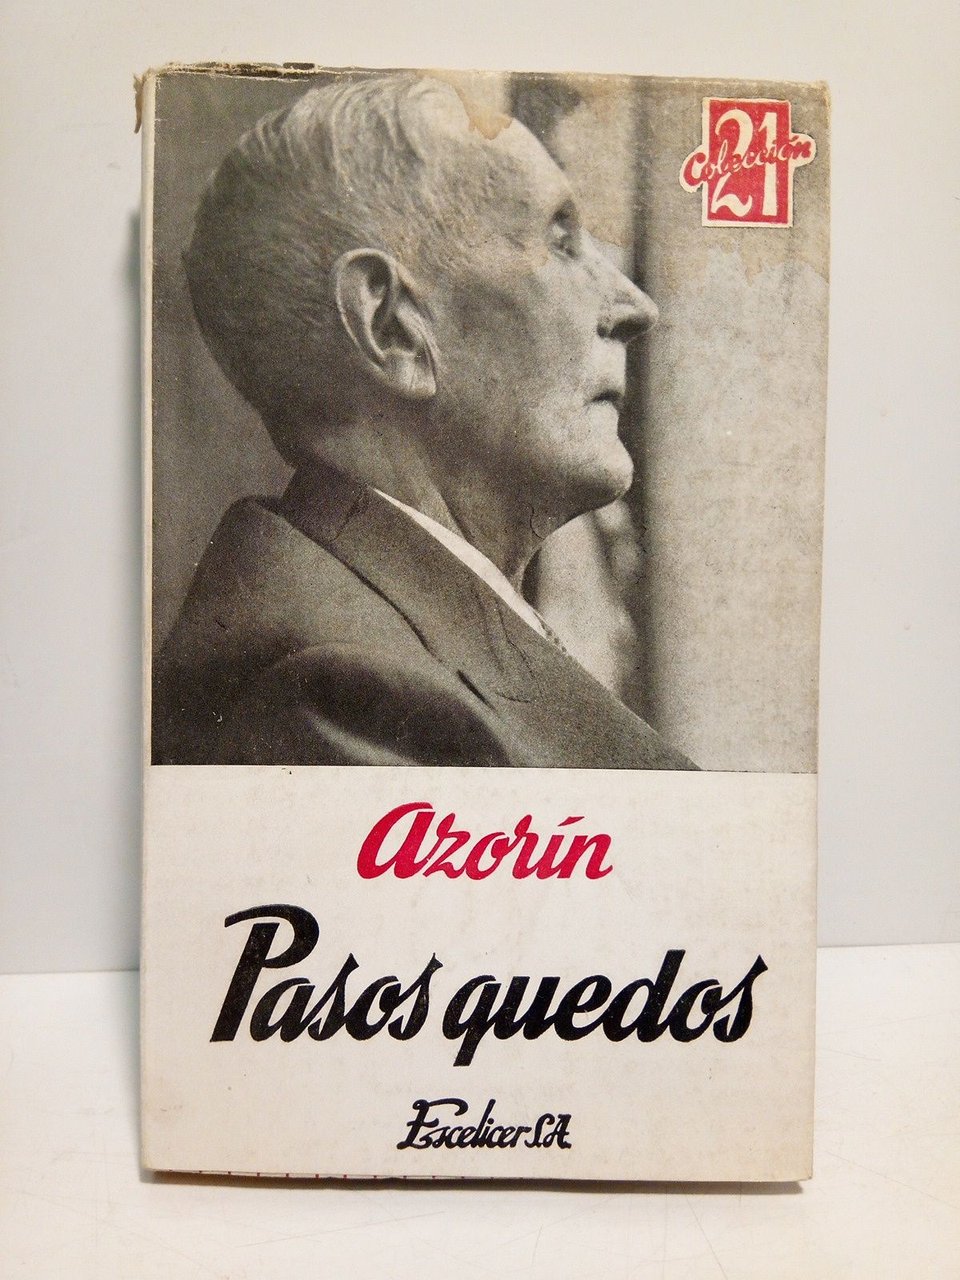 21
Colección
Azorín
Pasos quedos
Escelicer S.A.